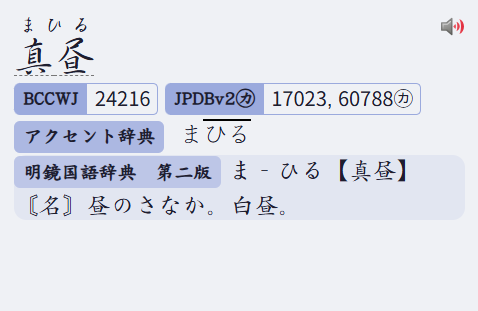 まひる
真昼
BCCWJ 24216 JPDBv2㋕ 17023, 60788㋕
アクセント辞典 まひる
明鏡国語辞典 第二版 ま‐ひる【真昼】
〘名〙昼のさなか。白昼。